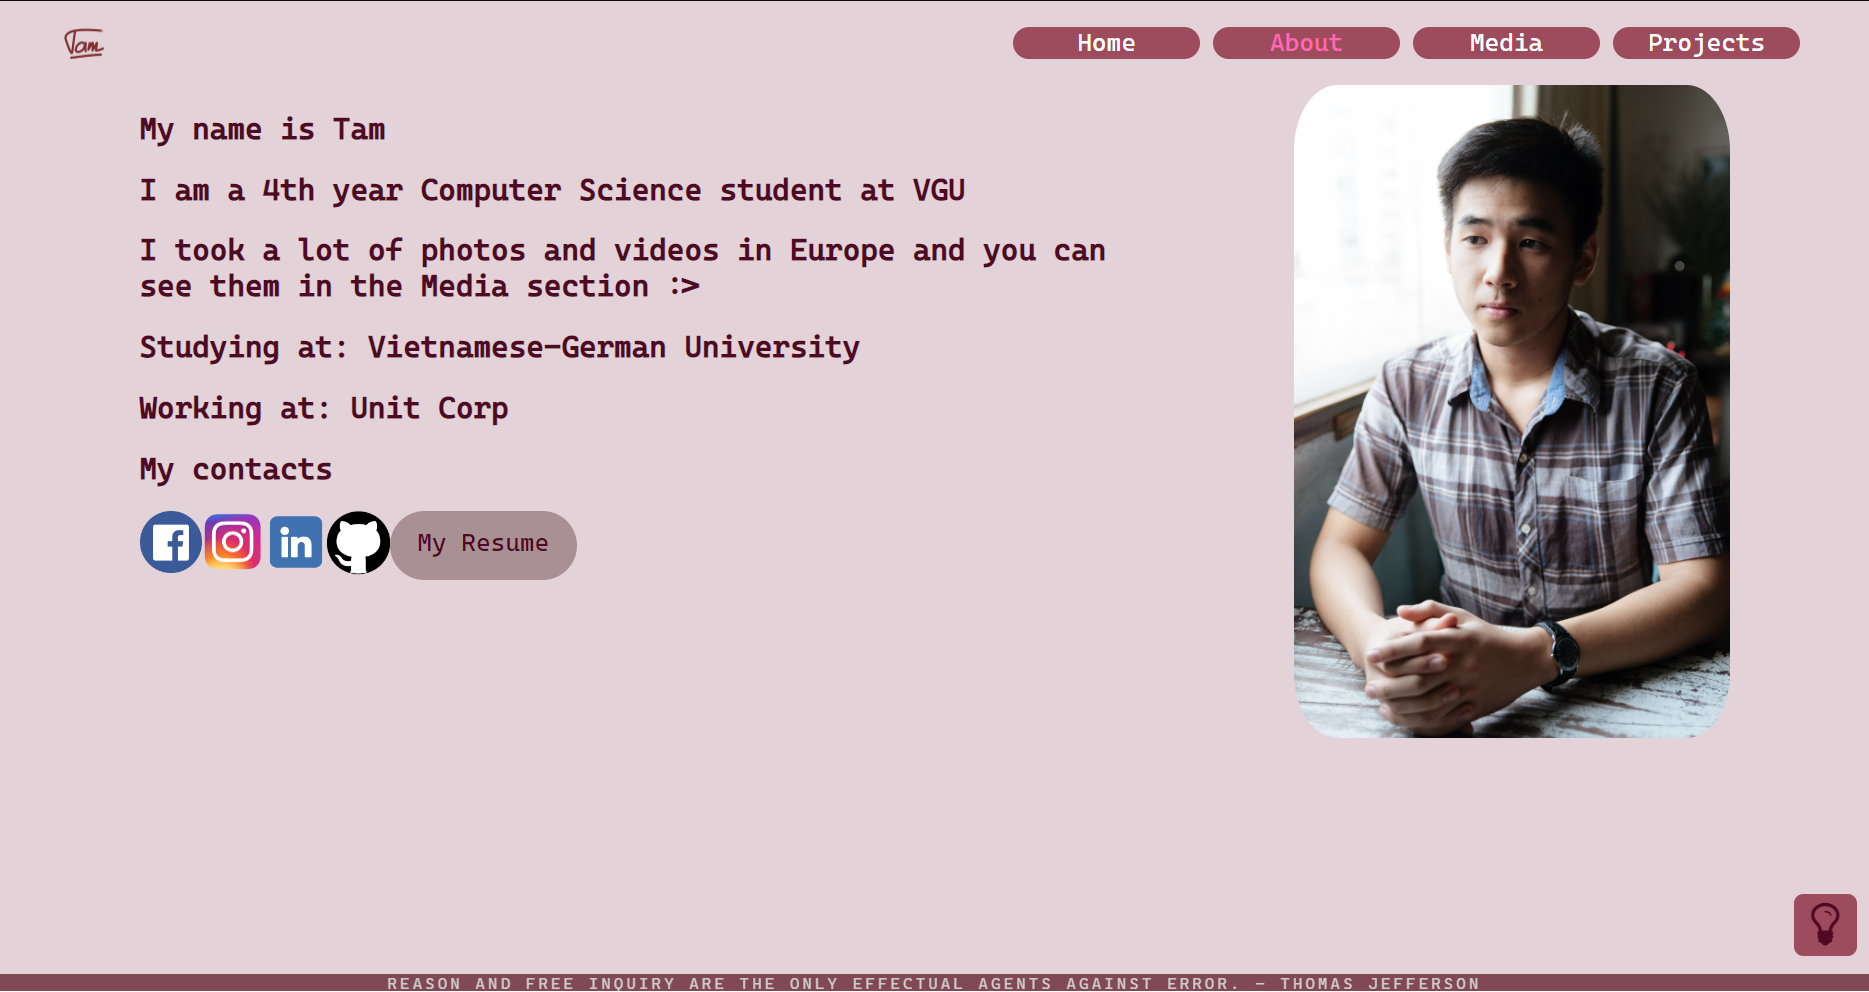 Tam
Home
About
Media
Projects
My name is Tam
I am a 4th year Computer Science student at VGU
I took a lot of photos and videos in Europe and you can
see them in the Media section :>
Studying at: Vietnamese-German University
Working at: Unit Corp
My contacts
in
My Resume
REASON AND FREE INQUIRY ARE THE ONLY EFFECTUAL AGENTS AGAINST ERROR. - THOMAS JEFFERSON